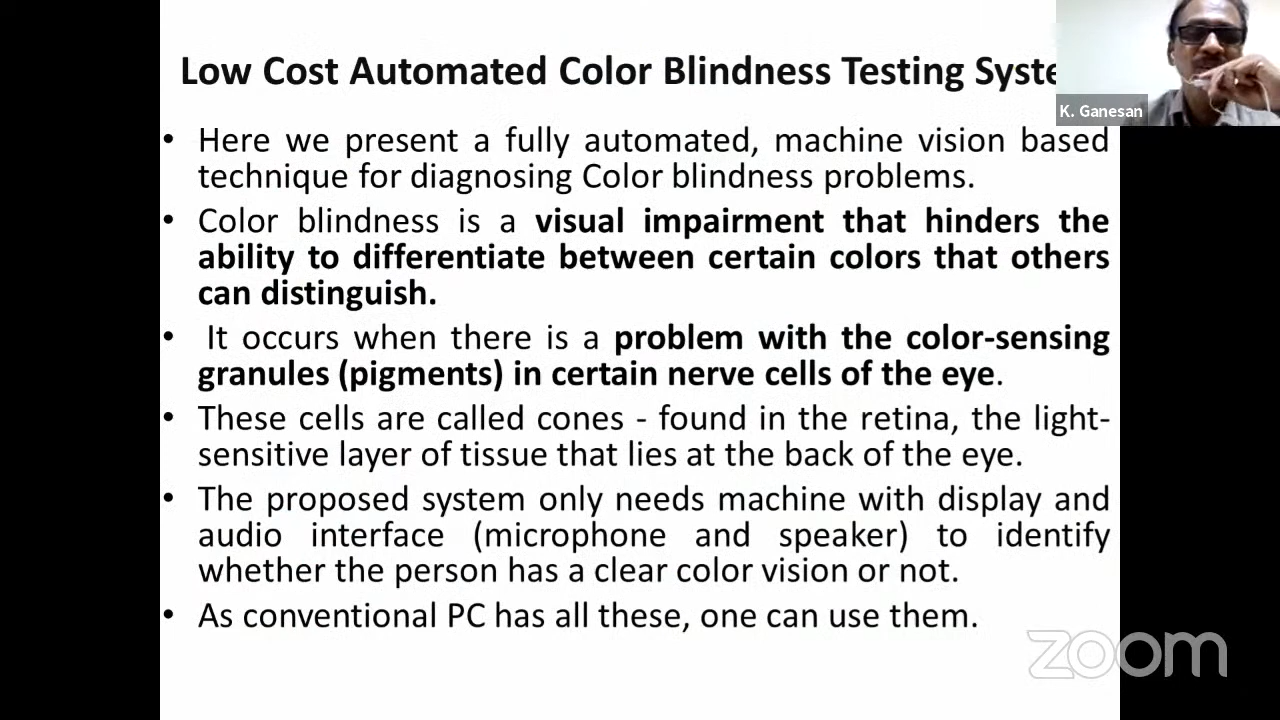 Low Cost Automated Color Blindness Testing Syste
K. Ganesan
• Here we present a fully automated, machine vision based
technique for diagnosing Color blindness problems.
• Color blindness is a visual impairment that hinders the
ability to differentiate between certain colors that others
can distinguish.
• It occurs when there is a problem with the color-sensing
granules (pigments) in certain nerve cells of the eye.
• These cells are called cones - found in the retina, the light-
sensitive layer of tissue that lies at the back of the eye.
• The proposed system only needs machine with display and
audio interface (microphone and speaker) to identify
whether the person has a clear color vision or not.
• As conventional PC has all these, one can use them.
zoom